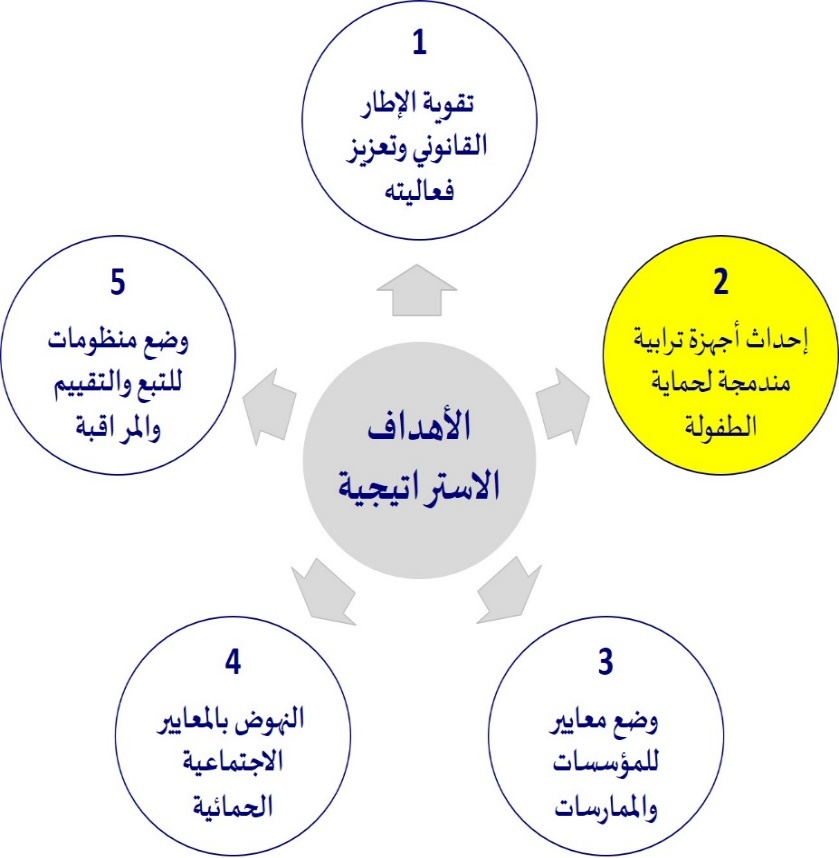 1
تقوية الإطار
القانوني وتعزيز
فعاليته
2
إحداث أجهزة ترابية
مندمجة لحماية
الطفولة
3
وضع معايير
للمؤسسات
والممارسات
4
النهوض بالمعايير
الاجتماعية
الحمائية
5
وضع منظومات
للتبع والتقييم
والمراقبة
الأهداف
الاستراتيجية